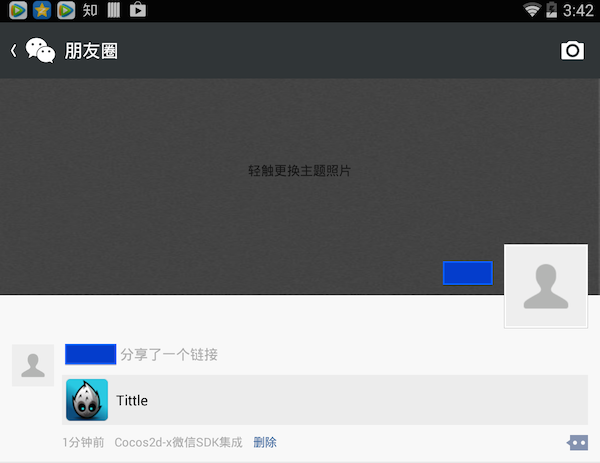 知 3:42
朋友圈
轻触更换主题照片
分享了一个链接
Tittle
1分钟前 Cocos2d-x微信SDK集成 删除